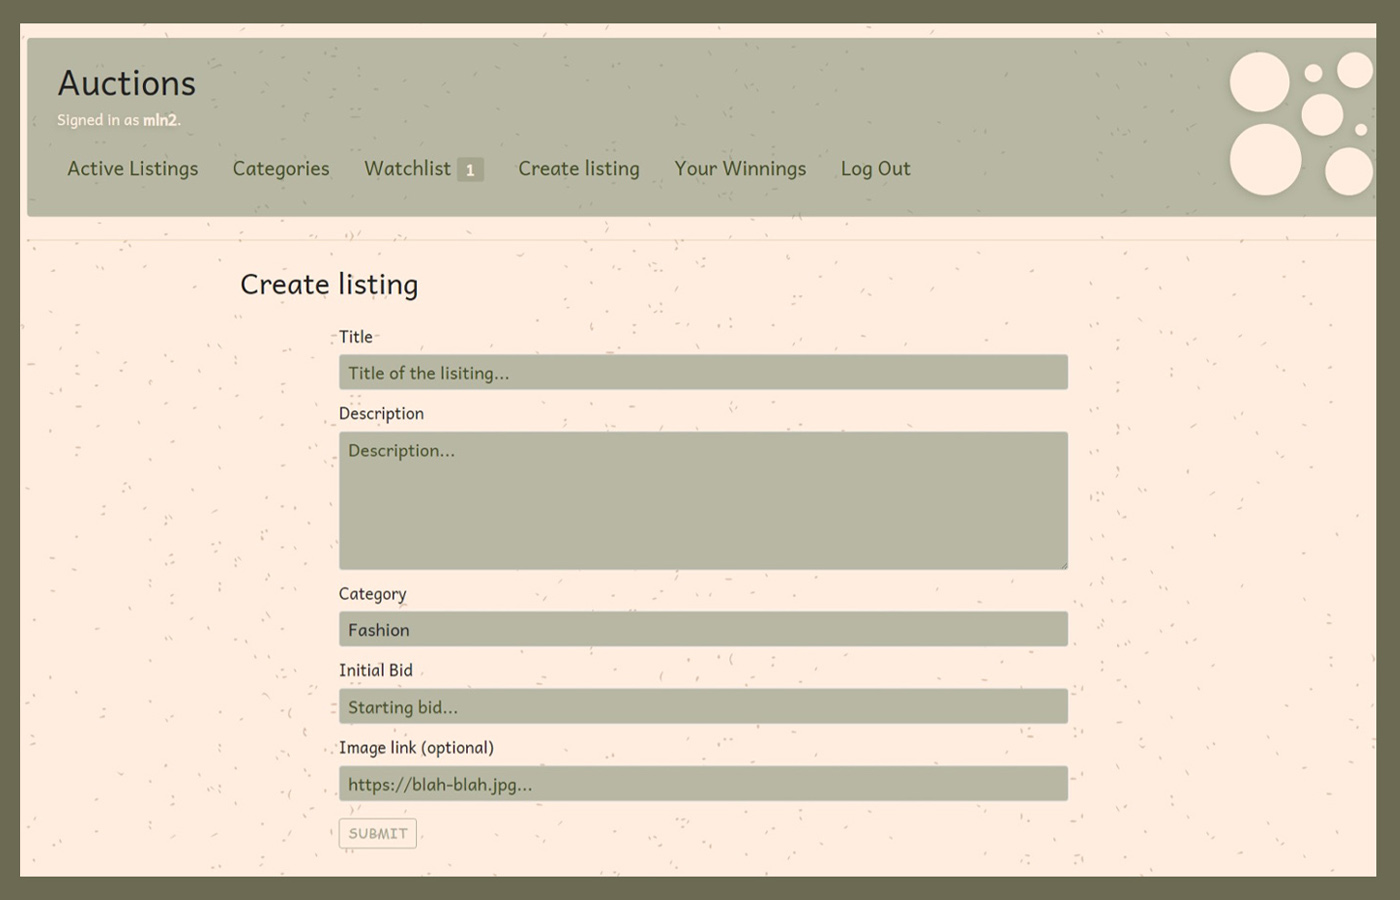 Auctions
Signed in as mln2.
Active Listings Categories Watchlist 1 Create listing Your Winnings Log Out
Create listing
Title
Title of the lisiting...
Description
Description...
Category
Fashion
Initial Bid
Starting bid...
Image link (optional)
https://blah-blah.jpg...
SUBMIT